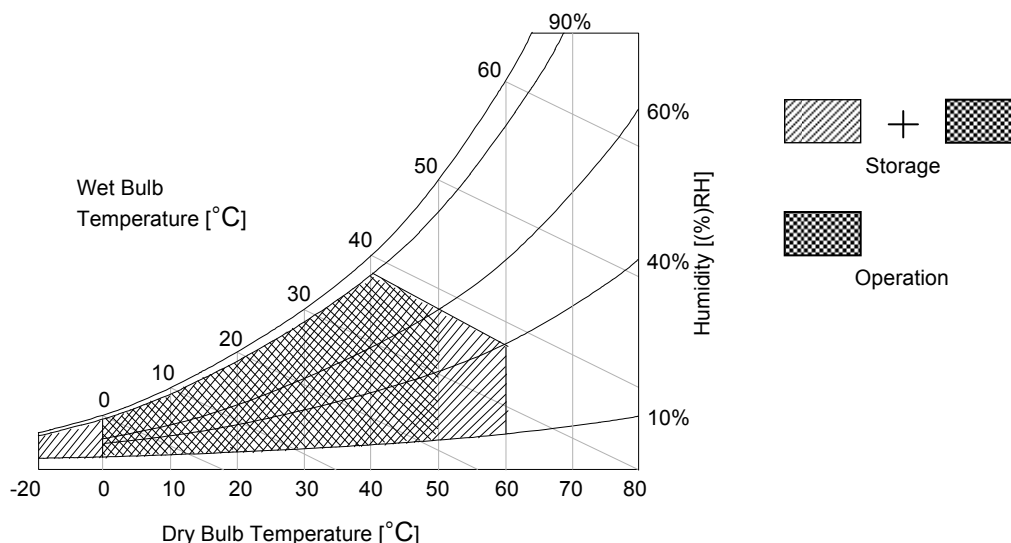 90%
60
60%
50
Wet Bulb
Temperature [°C]
Humidity [(%)RH]
40
40%
30
20
10
0
10%
-20 0 10 20 30 40 50 60 70 80
Dry Bulb Temperature [°C]
+
Storage
Operation